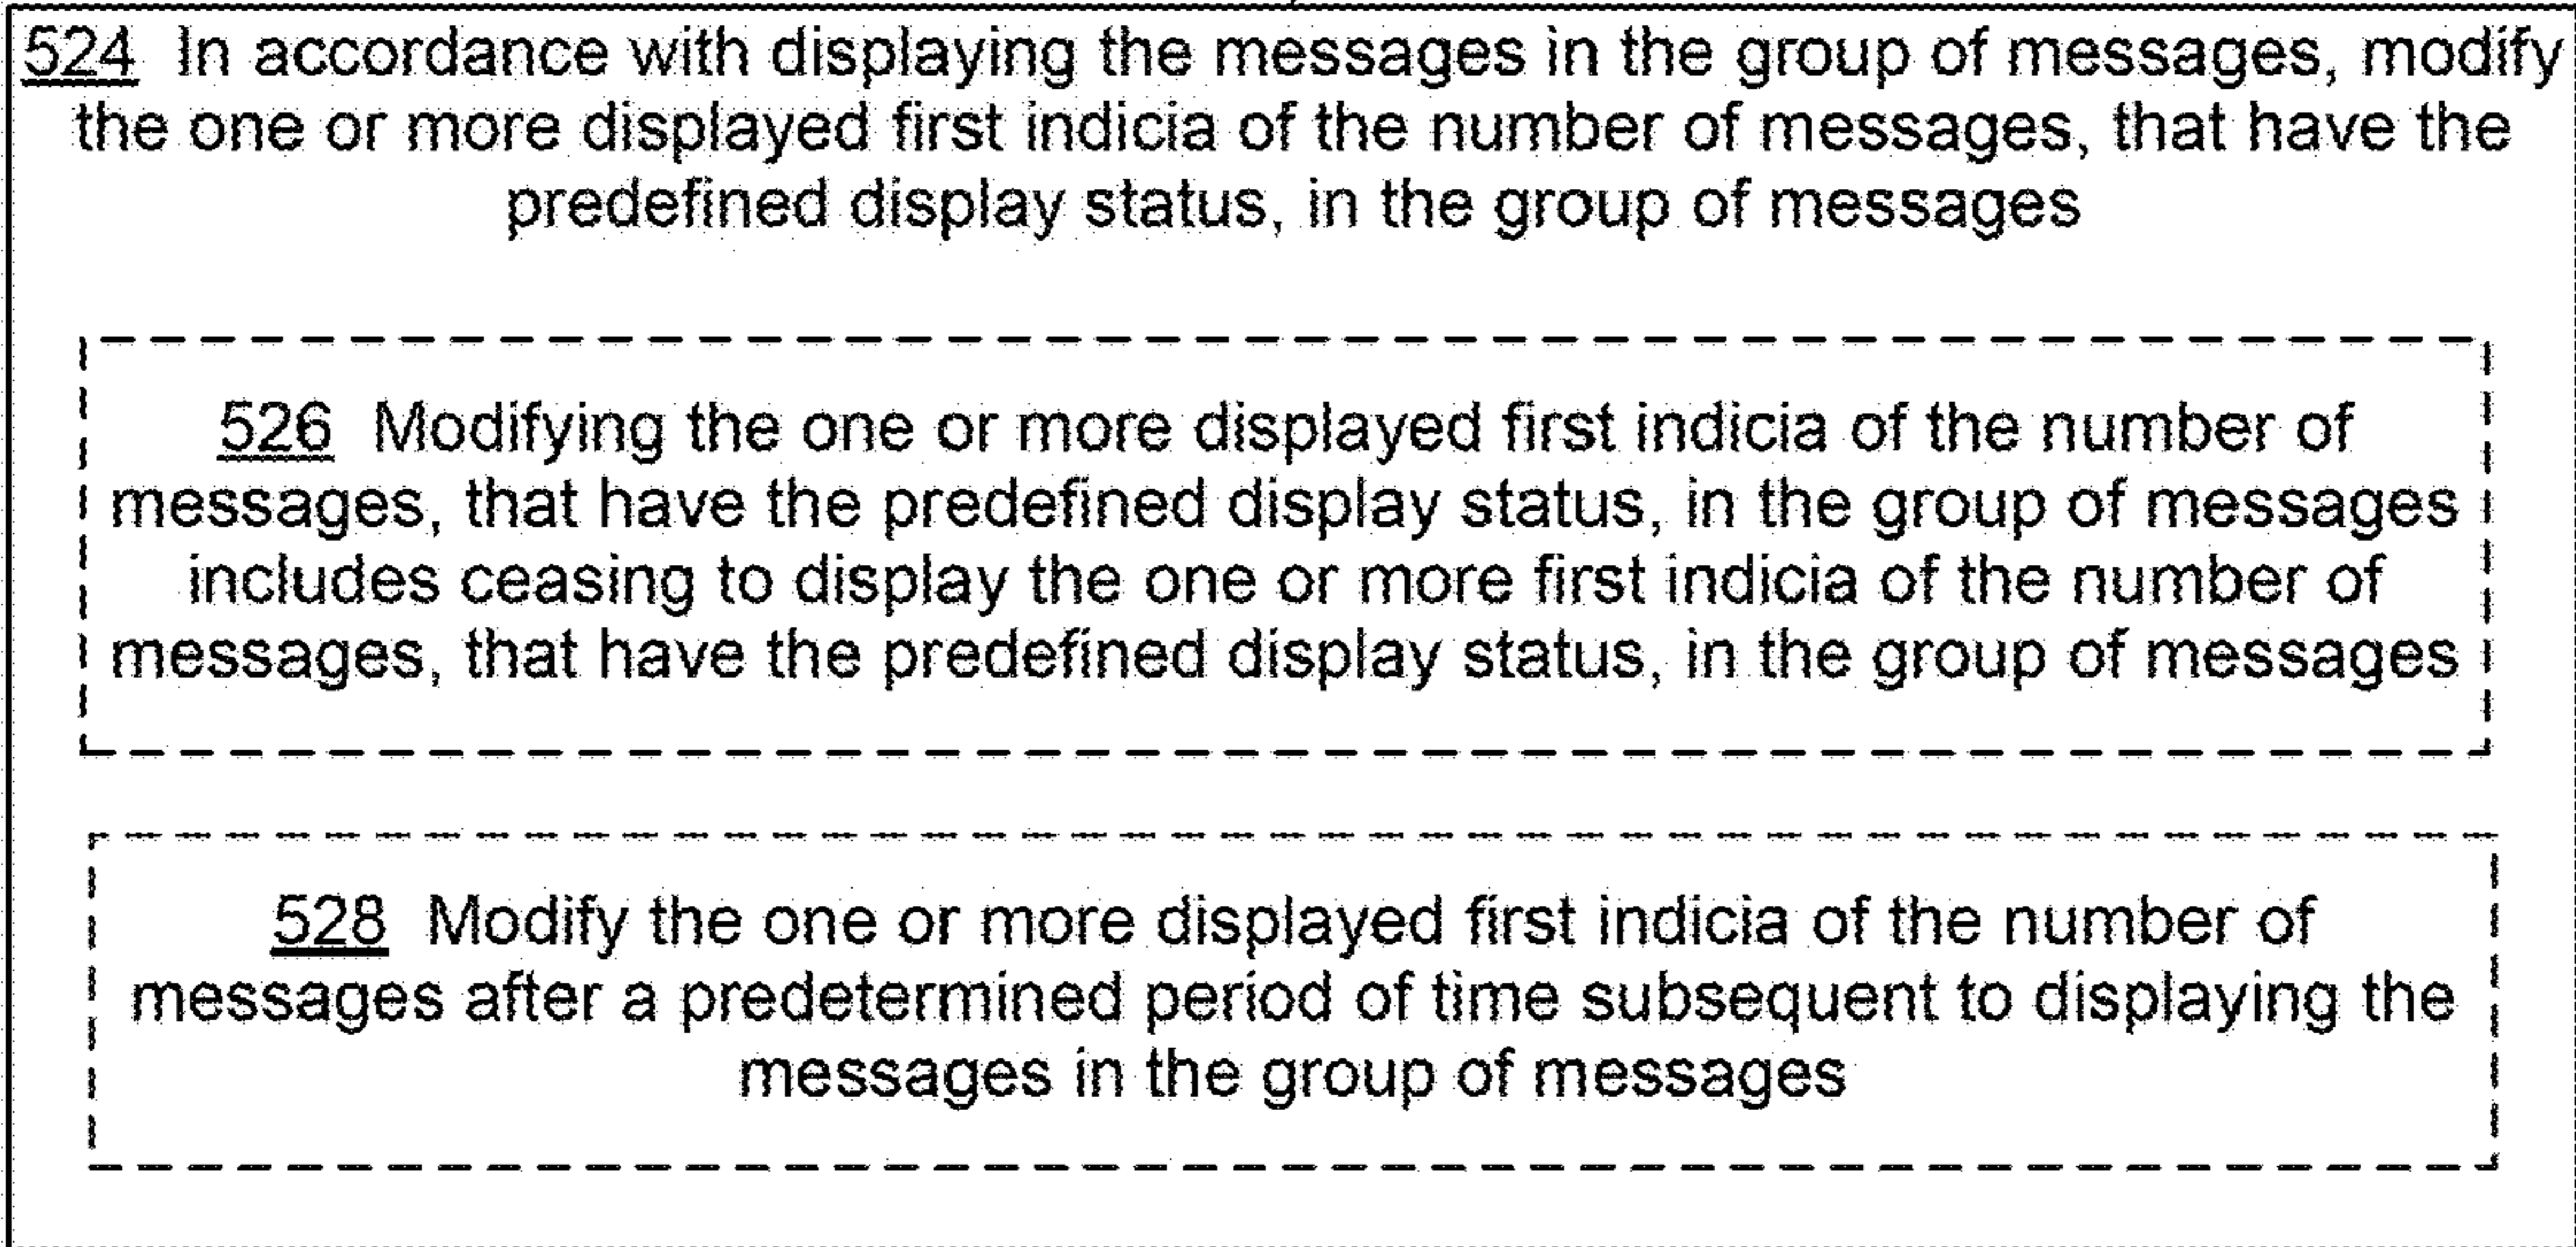 524 In accordance with displaying the messages in the group of messages, modify
the one or more displayed first indicia of the number of messages, that have the
predefined display status, in the group of messages
526 Modifying the one or more displayed first indicia of the number of
messages, that have the predefined display status, in the group of messages
includes ceasing to display the one or more first indicia of the number of
messages, that have the predefined display status, in the group of messages
528 Modify the one or more displayed first indicia of the number of
messages after a predetermined period of time subsequent to displaying the
messages in the group of messages